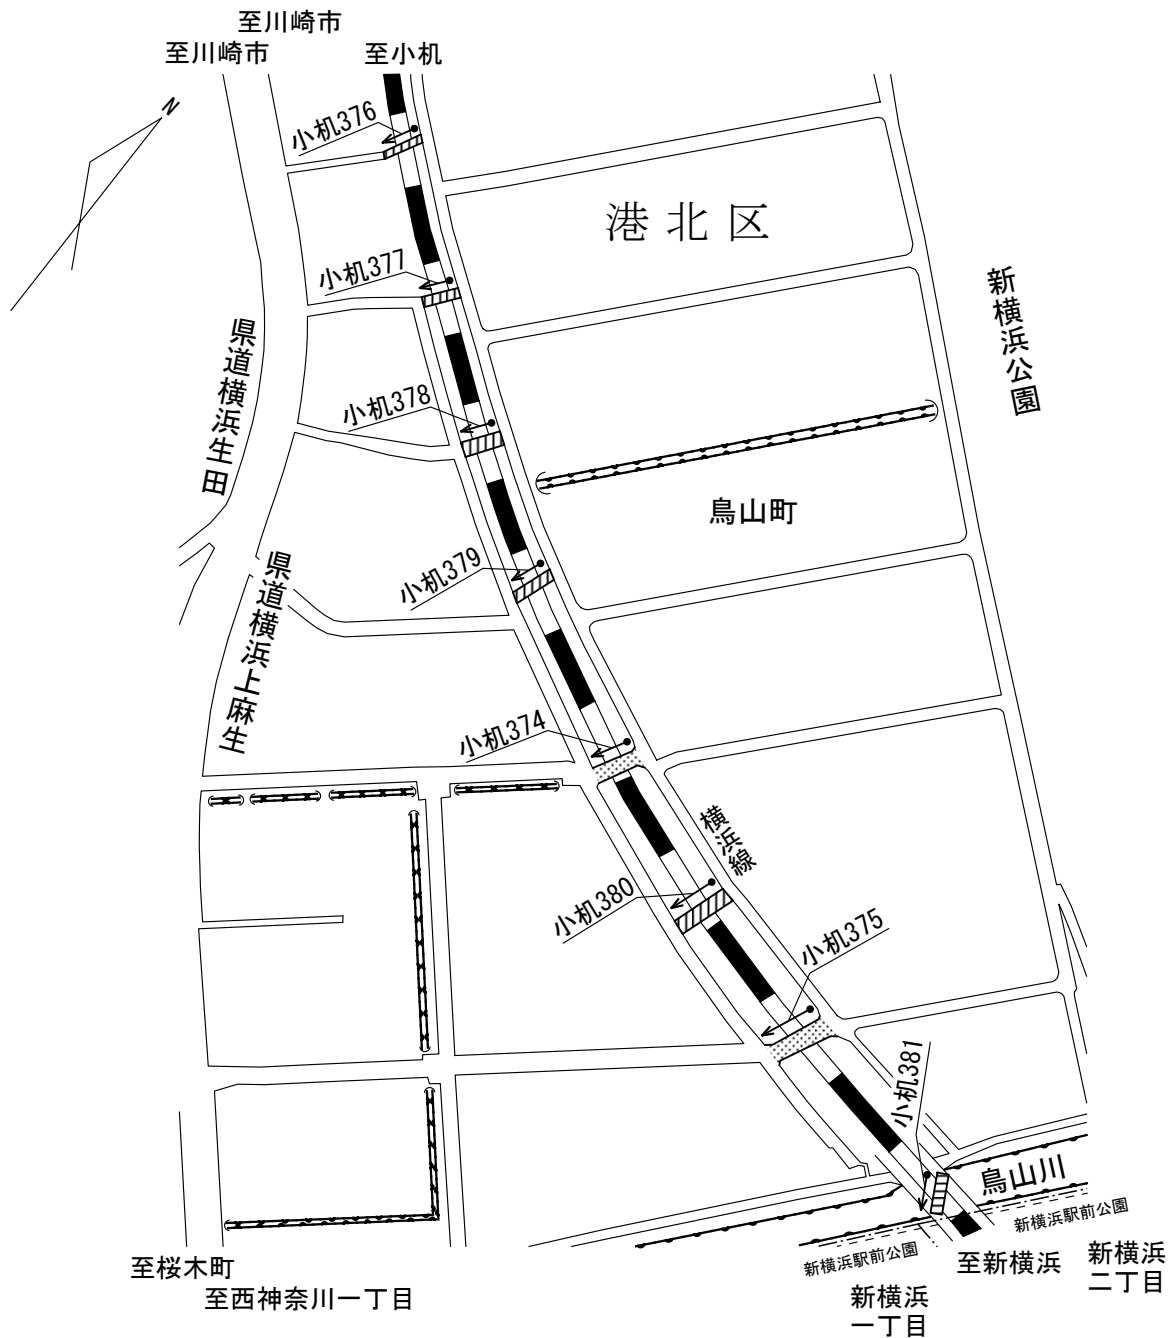 至川崎市
至川崎市
至小机
N
小机376
港北区
小机377
新横浜公園
県道横浜生田
小机378
鳥山町
小机379
県道横浜上麻生
小机374
横浜線
小机380
小机375
小机381
鳥山川
新横浜駅前公園
新横浜駅前公園
至桜木町
至西神奈川一丁目
至新横浜
新横浜
二丁目
新横浜
一丁目